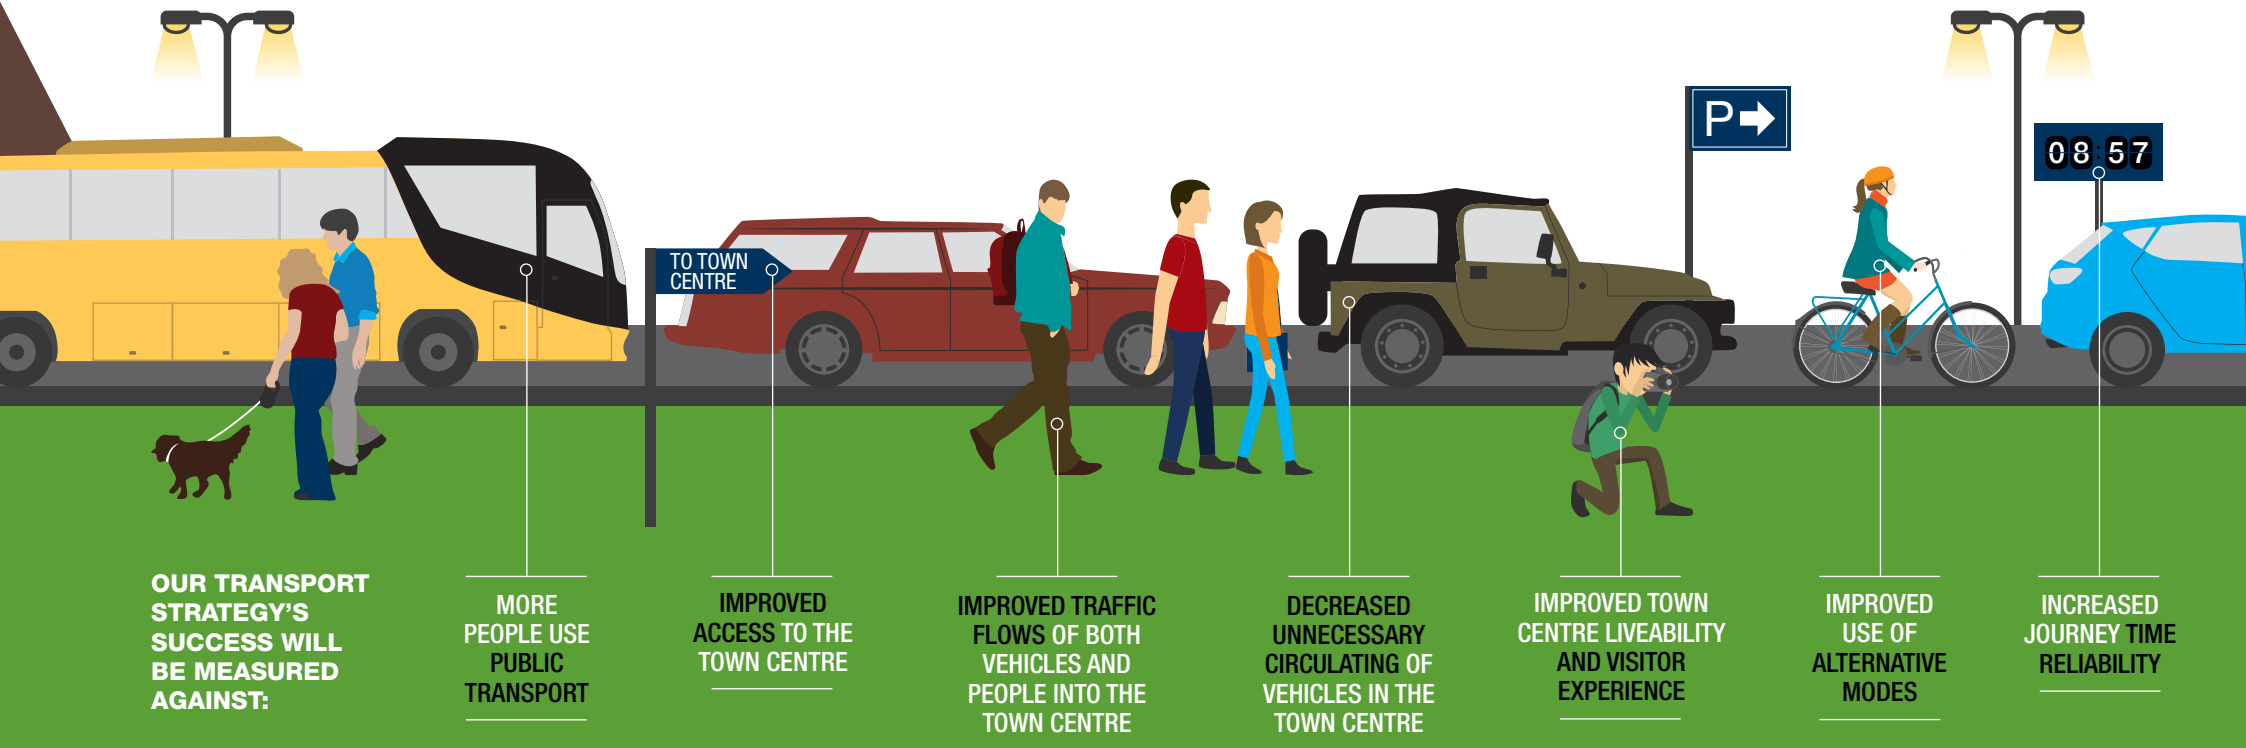 P
08:57
TO TOWN
CENTRE
OUR TRANSPORT
STRATEGY'S
SUCCESS WILL
BE MEASURED
AGAINST:
MORE
PEOPLE USE
PUBLIC
TRANSPORT
IMPROVED
ACCESS TO THE
TOWN CENTRE
IMPROVED TRAFFIC
FLOWS OF BOTH
VEHICLES AND
PEOPLE INTO THE
TOWN CENTRE
DECREASED
UNNECESSARY
CIRCULATING OF
VEHICLES IN THE
TOWN CENTRE
IMPROVED TOWN
CENTRE LIVEABILITY
AND VISITOR
EXPERIENCE
IMPROVED
USE OF
ALTERNATIVE
MODES
INCREASED
JOURNEY TIME
RELIABILITY